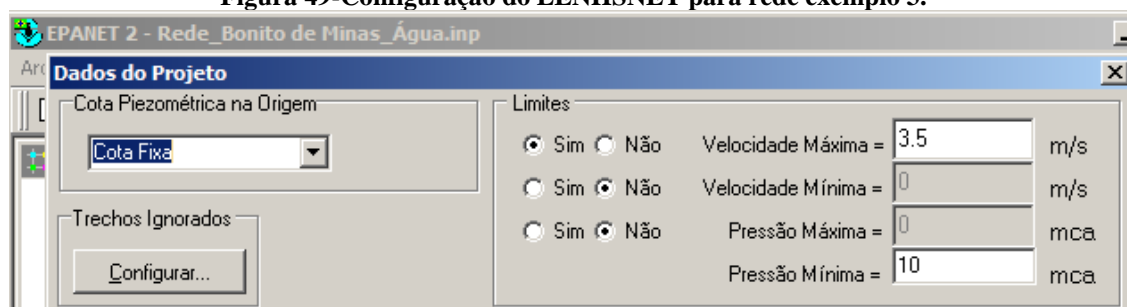 Figura 49-Configuração do LENHSNET para rede exemplo 3.
EPANET 2 - Rede_Bonito de Minas_Água.inp
Dados do Projeto
Cota Piezométrica na Origem
Cota Fixa
Trechos Ignorados
Configurar...
Limites
Sim Não Velocidade Máxima = 3.5 m/s
Sim Não Velocidade Mínima = 0 m/s
Sim Não Pressão Máxima = 0 mca
Pressão Mínima = 10 mca